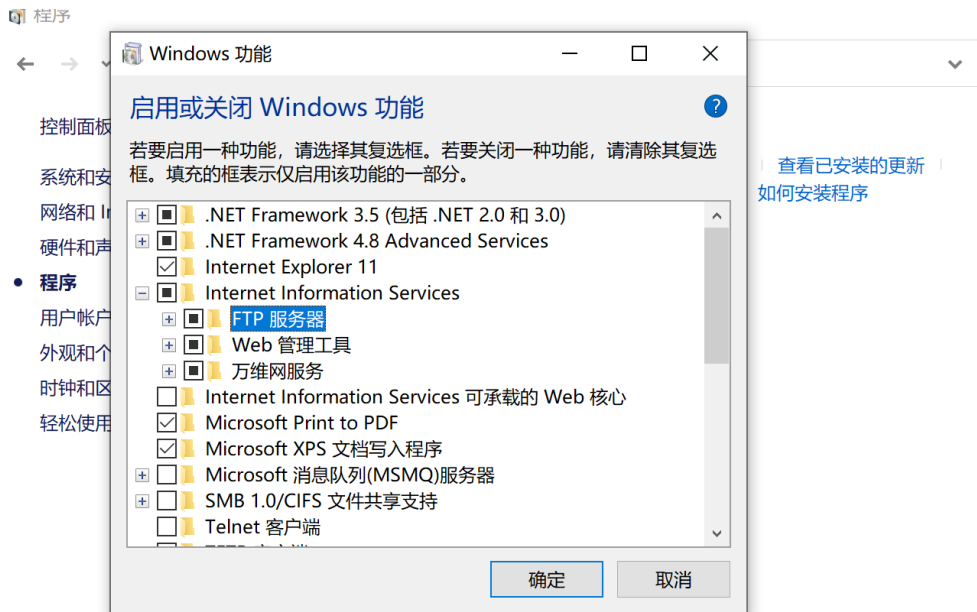 程序
Windows 功能
启用或关闭 Windows 功能
若要启用一种功能，请选择其复选框。若要关闭一种功能，请清除其复选
框。填充的框表示仅启用该功能的一部分。
控制面板
系统和安
网络和 In
硬件和声
程序
用户帐户
外观和个
时钟和区
轻松使用
查看已安装的更新
如何安装程序
.NET Framework 3.5 (包括 .NET 2.0 和 3.0)
.NET Framework 4.8 Advanced Services
Internet Explorer 11
Internet Information Services
FTP 服务器
Web 管理工具
万维网服务
Internet Information Services 可承载的 Web 核心
Microsoft Print to PDF
Microsoft XPS 文档写入程序
Microsoft 消息队列(MSMQ)服务器
SMB 1.0/CIFS 文件共享支持
Telnet 客户端
确定
取消